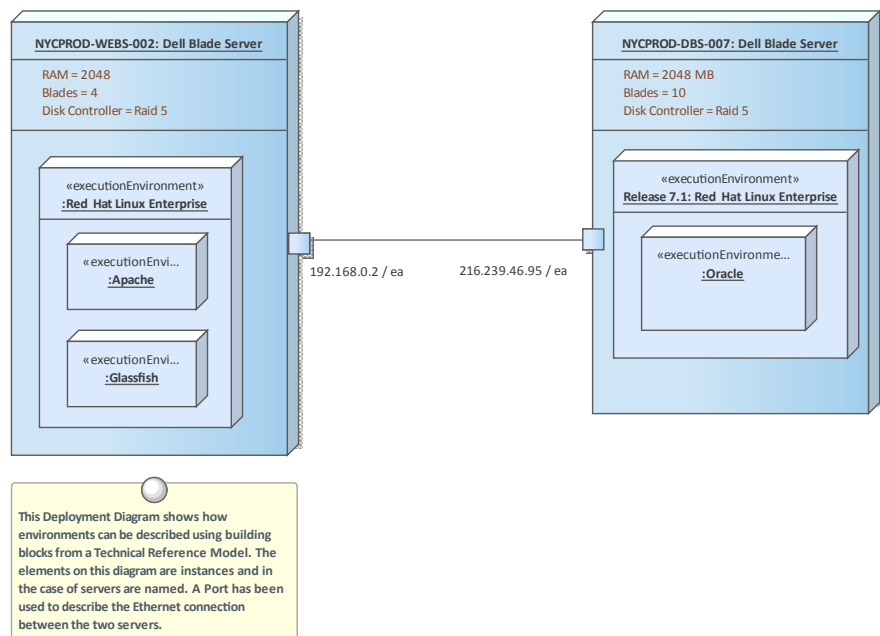 NYCPROD-WEBS-002: Dell Blade Server
RAM = 2048
Blades = 4
Disk Controller = Raid 5
«executionEnvironment»
:Red Hat Linux Enterprise
«executionEnvi...
:Apache
«executionEnvi...
:Glassfish
192.168.0.2 / ea
216.239.46.95 / ea
NYCPROD-DBS-007: Dell Blade Server
RAM = 2048 MB
Blades = 10
Disk Controller = Raid 5
«executionEnvironment»
Release 7.1: Red Hat Linux Enterprise
«executionEnvironme...
:Oracle
This Deployment Diagram shows how
environments can be described using building
blocks from a Technical Reference Model. The
elements on this diagram are instances and in
the case of servers are named. A Port has been
used to describe the Ethernet connection
between the two servers.